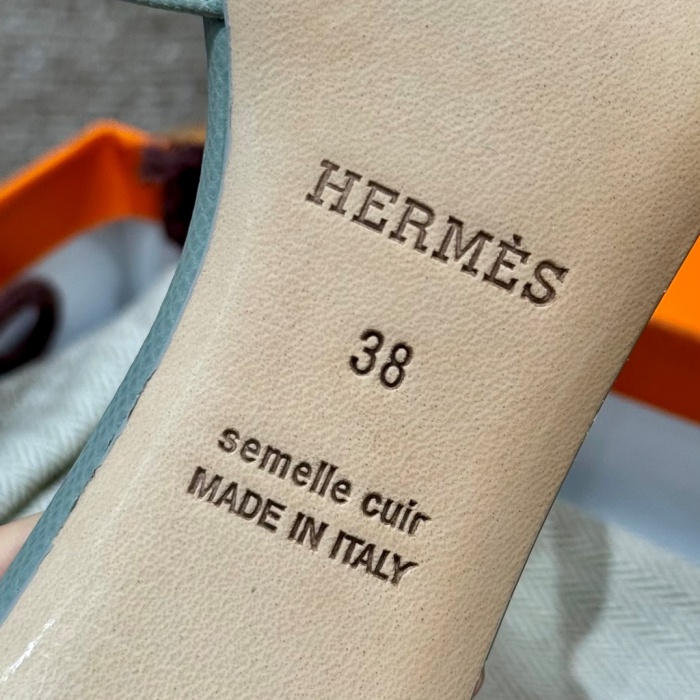 HERMÈS
38
semelle cuir
MADE IN ITALY